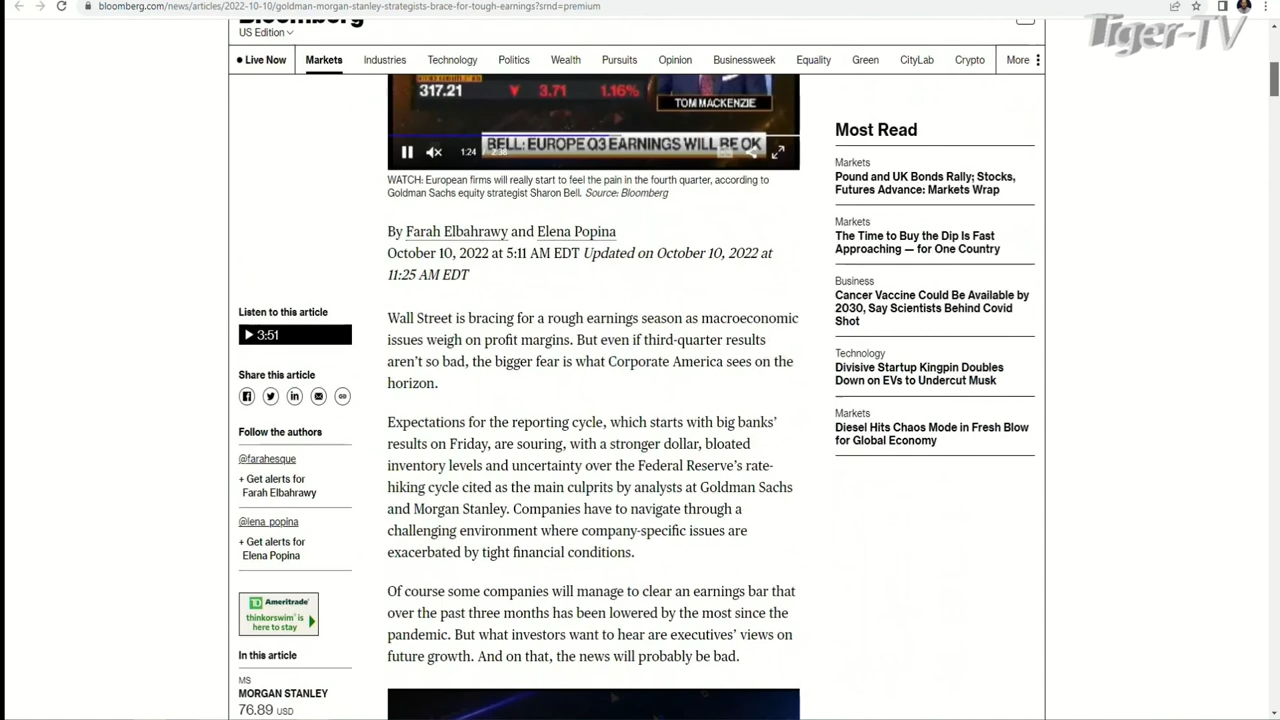 bloomberg.com/news/articles/2022-10-10/goldman-morgan-stanley-strategists-brace-for-tough-earnings?srnd=premium
Tiger-TV
Bloomberg
US Edition
Live Now
Markets
Industries
Technology
Politics
Wealth
Pursuits
Opinion
Businessweek
Equality
Green
CityLab
Crypto
More
317.21 3.71 1.16%
TOM MACKENZIE
BELL: EUROPE Q3 EARNINGS WILL BE OK
1:24
WATCH: European firms will really start to feel the pain in the fourth quarter, according to
Goldman Sachs equity strategist Sharon Bell. Source: Bloomberg
By Farah Elbahrawy and Elena Popina
October 10, 2022 at 5:11 AM EDT Updated on October 10, 2022 at
11:25 AM EDT
Listen to this article
3:51
Share this article
Follow the authors
@farahesque
+ Get alerts for
Farah Elbahrawy
@lena_popina
+ Get alerts for
Elena Popina
TD Ameritrade
thinkorswim is
here to stay
In this article
MS
MORGAN STANLEY
76.89 USD
Wall Street is bracing for a rough earnings season as macroeconomic
issues weigh on profit margins. But even if third-quarter results
aren't so bad, the bigger fear is what Corporate America sees on the
horizon.
Expectations for the reporting cycle, which starts with big banks'
results on Friday, are souring, with a stronger dollar, bloated
inventory levels and uncertainty over the Federal Reserve's rate-
hiking cycle cited as the main culprits by analysts at Goldman Sachs
and Morgan Stanley. Companies have to navigate through a
challenging environment where company-specific issues are
exacerbated by tight financial conditions.
Of course some companies will manage to clear an earnings bar that
over the past three months has been lowered by the most since the
pandemic. But what investors want to hear are executives' views on
future growth. And on that, the news will probably be bad.
Most Read
Markets
Pound and UK Bonds Rally; Stocks,
Futures Advance: Markets Wrap
Markets
The Time to Buy the Dip Is Fast
Approaching — for One Country
Business
Cancer Vaccine Could Be Available by
2030, Say Scientists Behind Covid
Shot
Technology
Divisive Startup Kingpin Doubles
Down on EVs to Undercut Musk
Markets
Diesel Hits Chaos Mode in Fresh Blow
for Global Economy